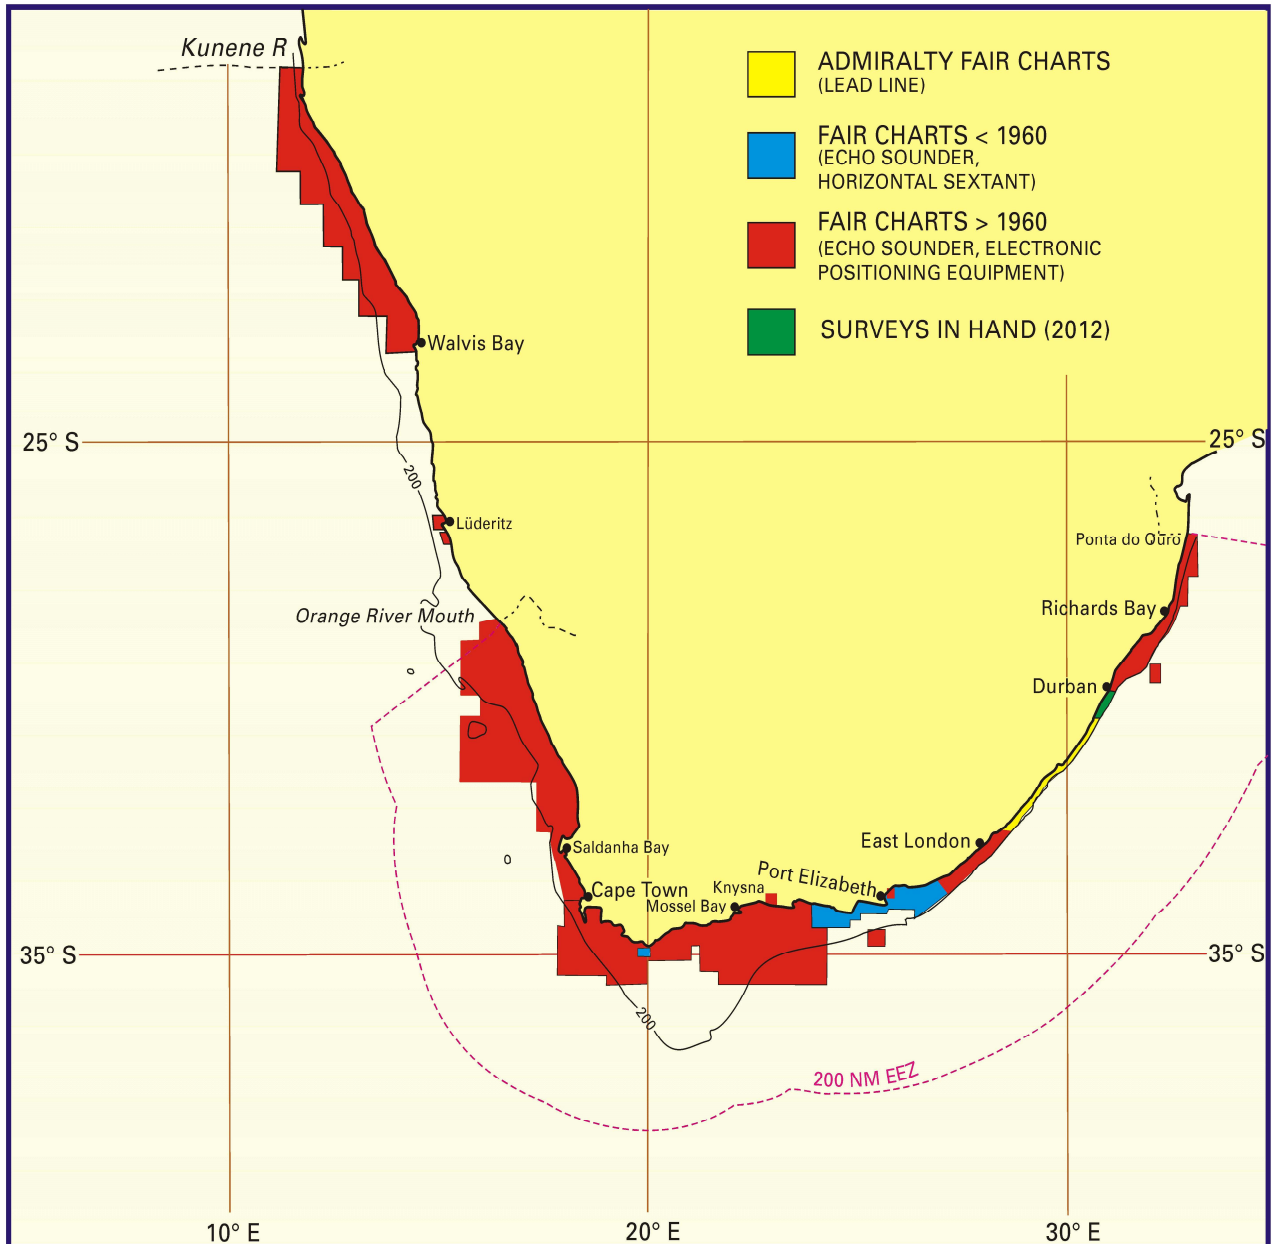 Kunene R
ADMIRALTY FAIR CHARTS
(LEAD LINE)
FAIR CHARTS < 1960
(ECHO SOUNDER,
HORIZONTAL SEXTANT)
FAIR CHARTS > 1960
(ECHO SOUNDER, ELECTRONIC
POSITIONING EQUIPMENT)
SURVEYS IN HAND (2012)
Walvis Bay
25° S
25° S
200
Lüderitz
Ponta do Ouro
Richards Bay
Orange River Mouth
Durban
East London
Saldanha Bay
Port Elizabeth
Cape Town
Knysna
Mossel Bay
35° S
35° S
200
200 NM EEZ
10° E
20° E
30° E